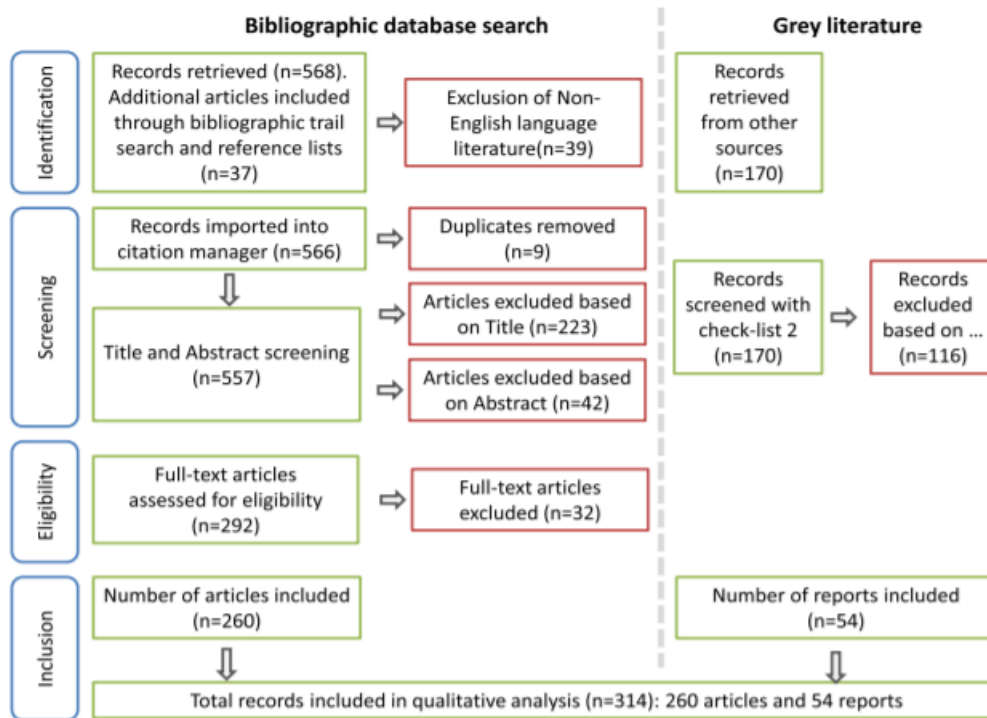 Bibliographic database search
Grey literature
Identification
Records retrieved (n=568).
Additional articles included
through bibliographic trail
search and reference lists
(n=37)
Exclusion of Non-
English language
literature(n=39)
Records
retrieved
from other
sources
(n=170)
Screening
Records imported into
citation manager (n=566)
Duplicates removed
(n=9)
Title and Abstract screening
(n=557)
Articles excluded based
on Title (n=223)
Articles excluded based
on Abstract (n=42)
Records
screened with
check-list 2
(n=170)
Records
excluded
based on ...
(n=116)
Eligibility
Full-text articles
assessed for eligibility
(n=292)
Full-text articles
excluded (n=32)
Inclusion
Number of articles included
(n=260)
Number of reports included
(n=54)
Total records included in qualitative analysis (n=314): 260 articles and 54 reports